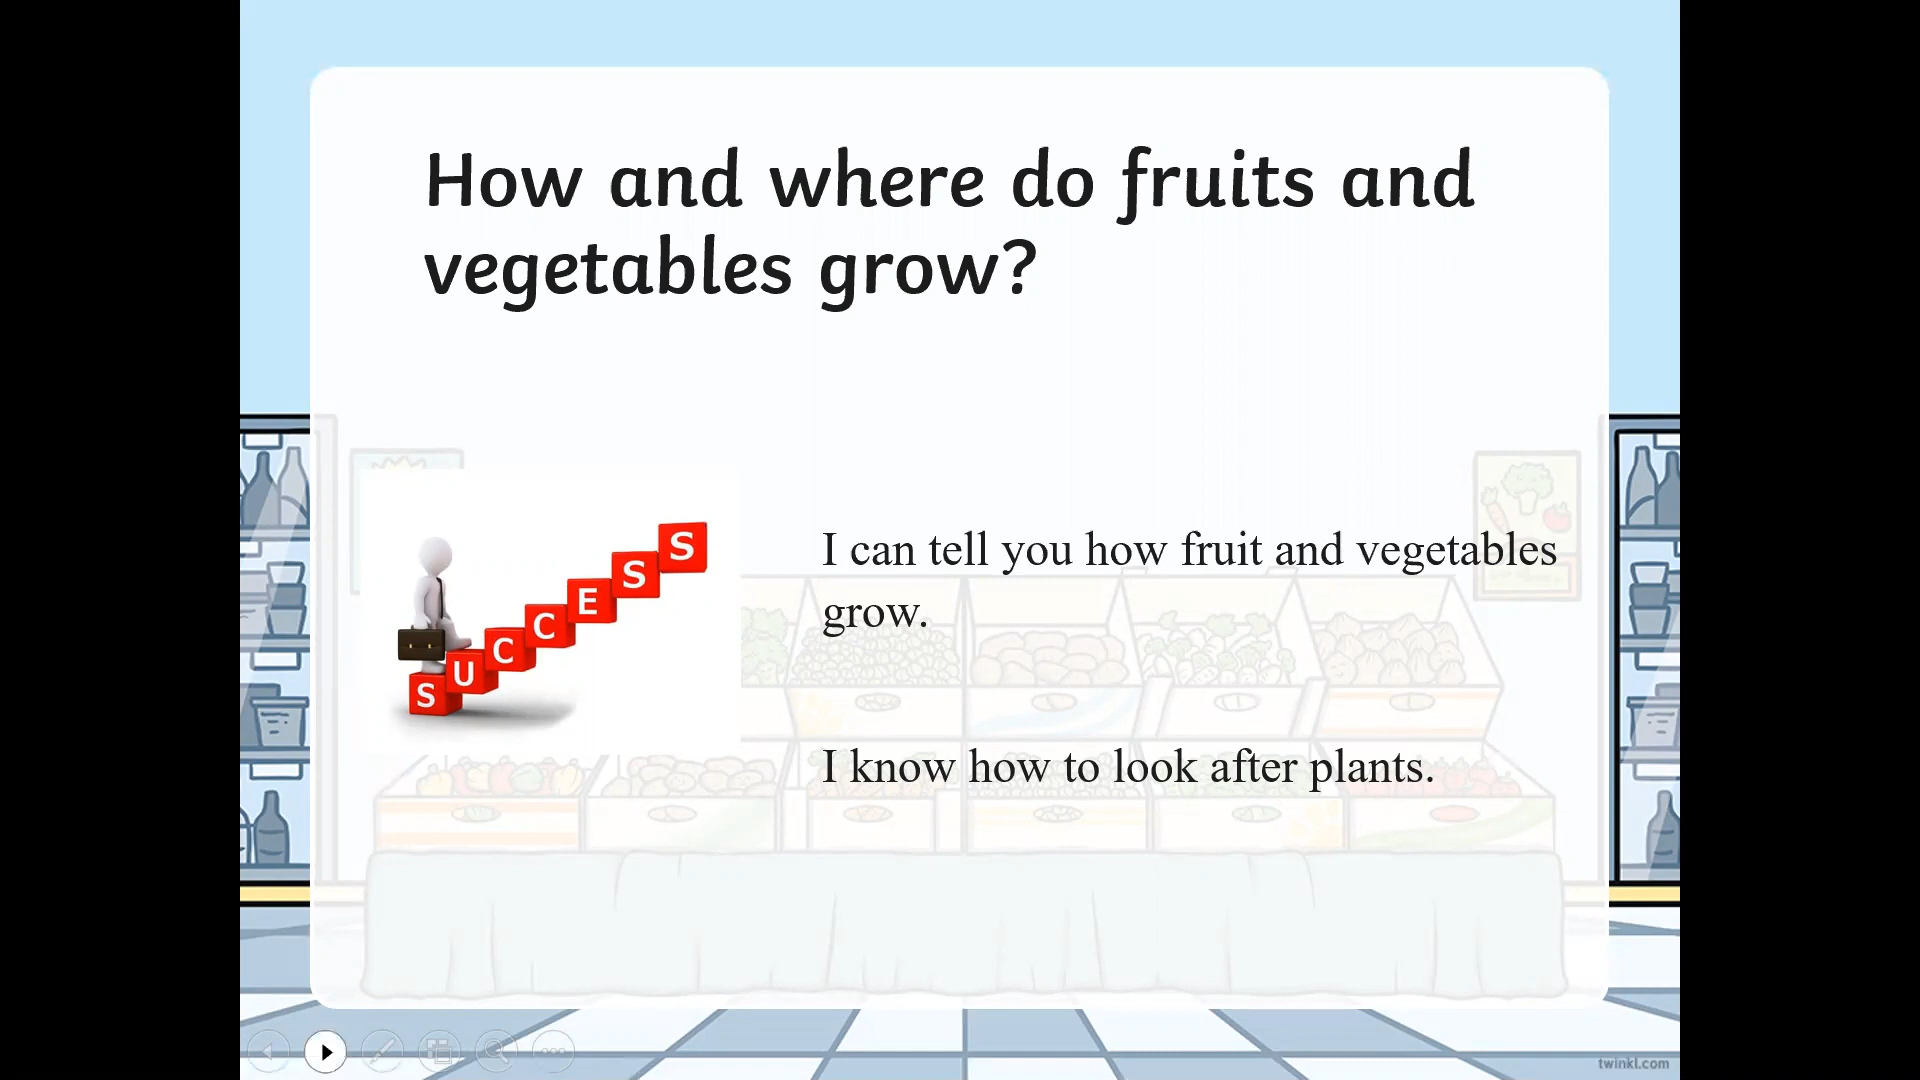 How and where do fruits and
vegetables grow?
SUCCESS
I can tell you how fruit and vegetables
grow.
I know how to look after plants.
twinkl.com